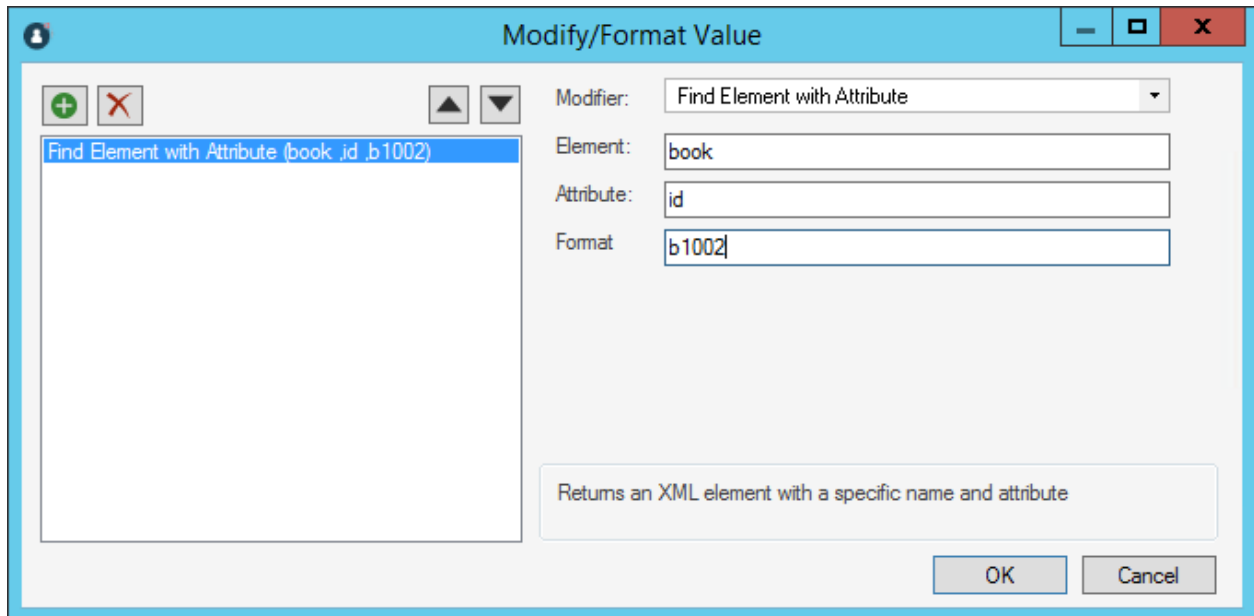 Modify/Format Value
Find Element with Attribute (book ,id ,b1002)
Modifier: Find Element with Attribute
Element: book
Attribute: id
Format b1002
Returns an XML element with a specific name and attribute
OK Cancel